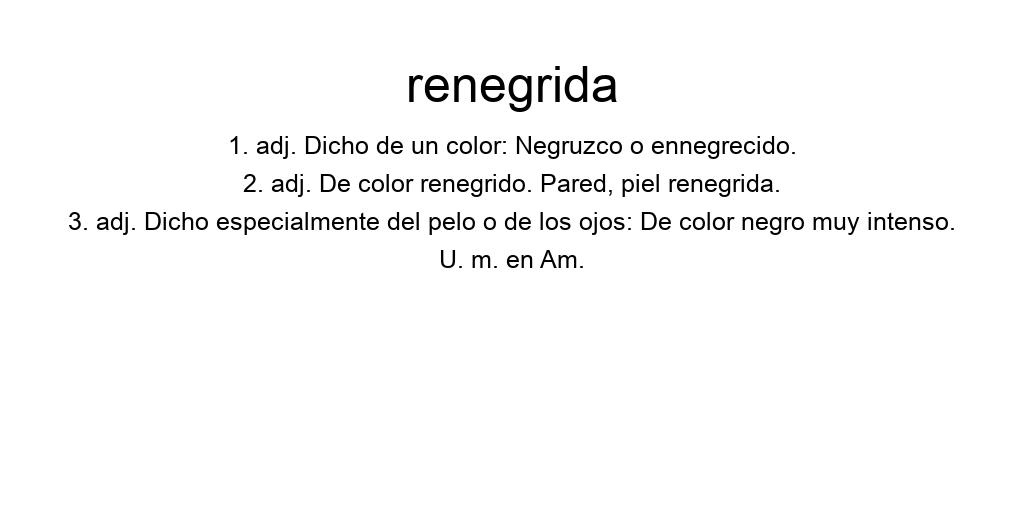 renegrida
1. adj. Dicho de un color: Negruzco o ennegrecido.
2. adj. De color renegrido. Pared, piel renegrida.
3. adj. Dicho especialmente del pelo o de los ojos: De color negro muy intenso.
U. m. en Am.